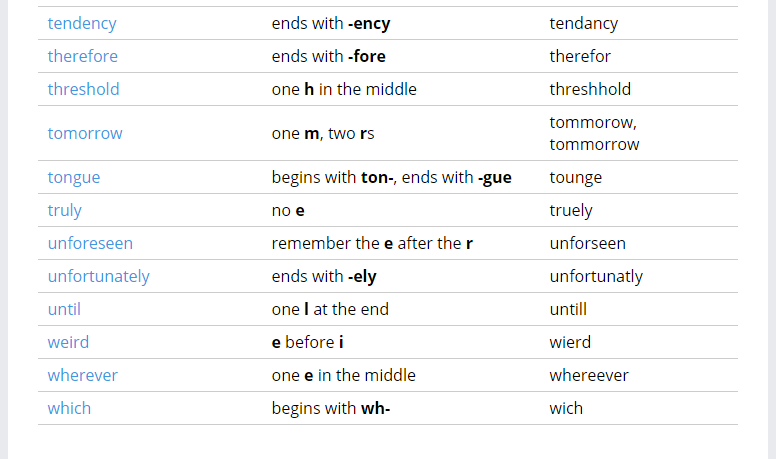 tendency ends with -ency tendancy
therefore ends with -fore therefor
threshold one h in the middle threshhold
tomorrow one m, two rs tommorow,
tommorrow
tongue begins with ton-, ends with -gue tounge
truly no e truely
unforeseen remember the e after the r unforseen
unfortunately ends with -ely unfortunatly
until one l at the end untill
weird e before i wierd
wherever one e in the middle whereever
which begins with wh- wich